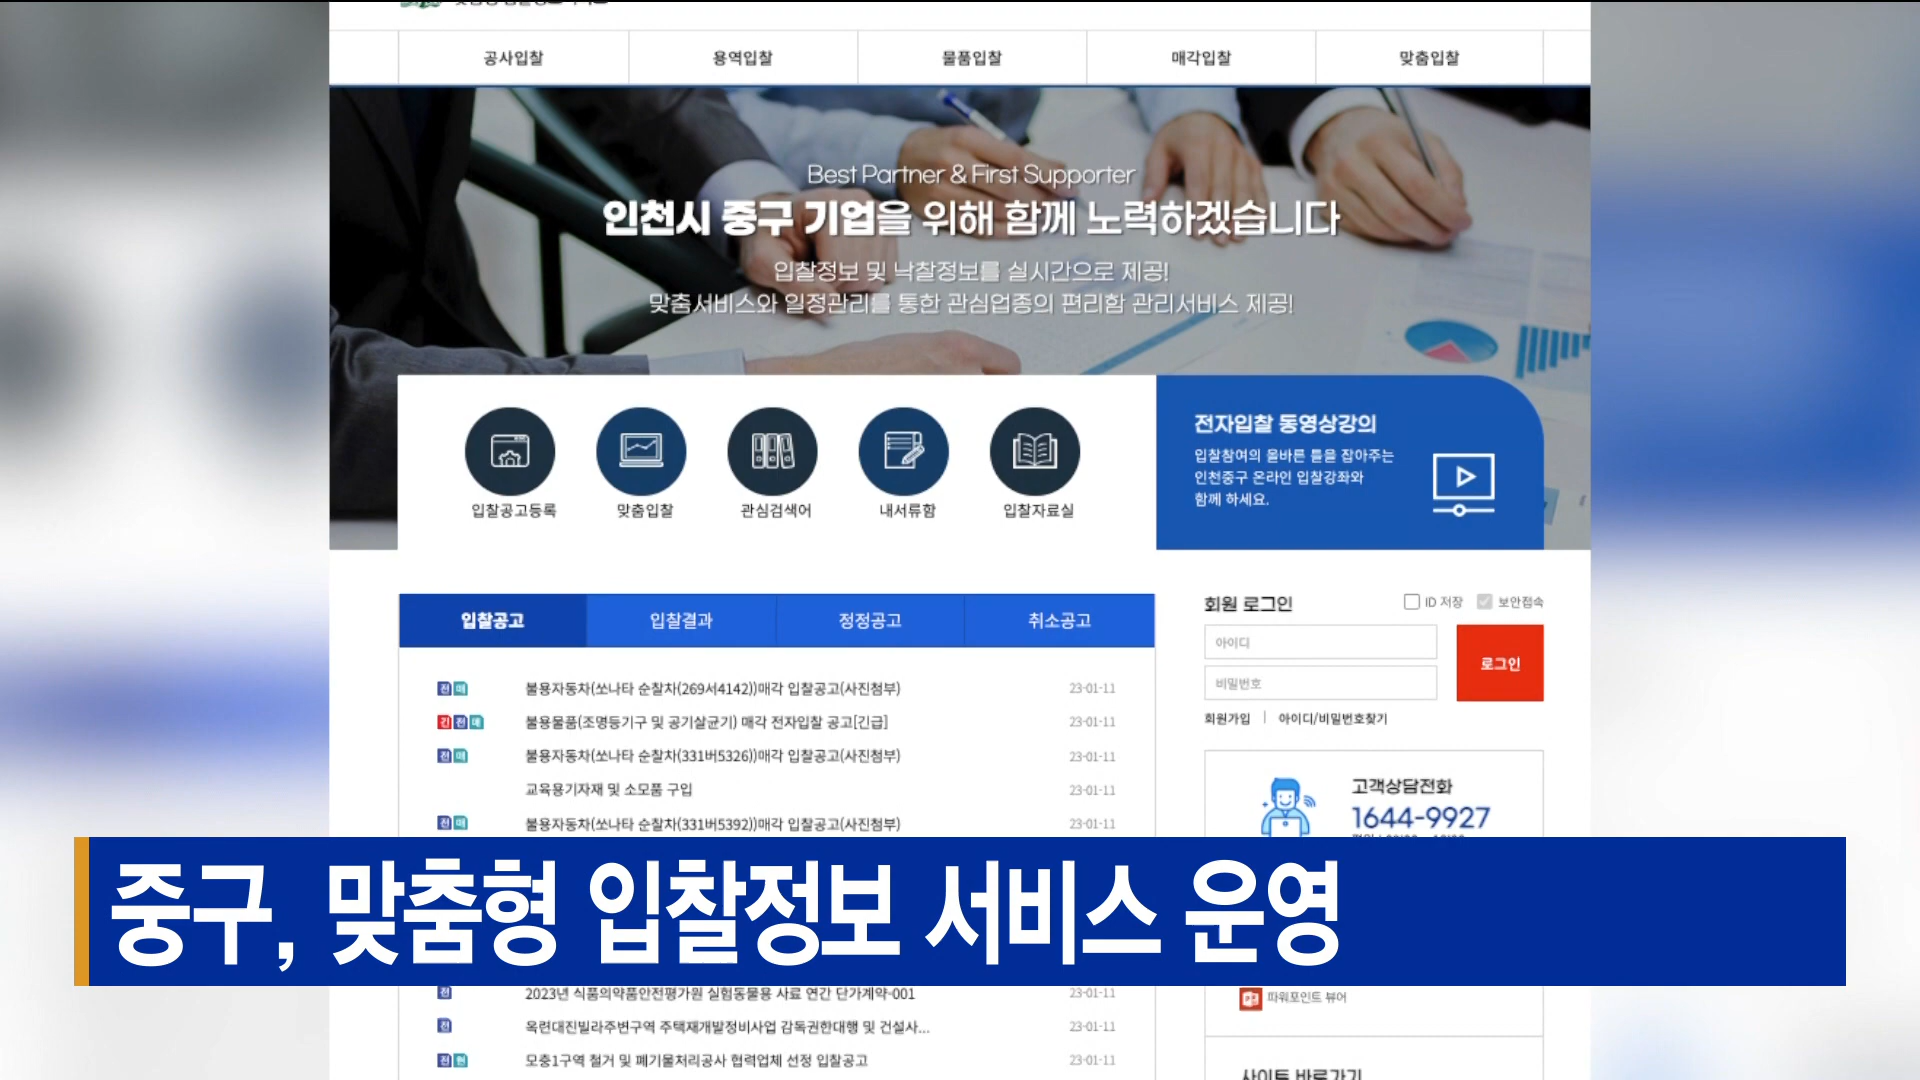 공사입찰
용역입찰
물품입찰
매각입찰
맞춤입찰
Best Partner & First Supporter
인천시 중구 기업을 위해 함께 노력하겠습니다
입찰정보 및 낙찰정보를 실시간으로 제공!
맞춤서비스와 일정관리를 통한 관심업종의 편리함 관리서비스 제공!
입찰공고등록
맞춤입찰
관심검색어
내서류함
입찰자료실
전자입찰 동영상강의
입찰참여의 올바른 틀을 잡아주는
인천중구 온라인 입찰강좌와
함께 하세요.
입찰공고
입찰결과
정정공고
취소공고
전 매 불용자동차(쏘나타 순찰차(269서4142))매각 입찰공고(사진첨부) 23-01-11
긴 전 매 불용물품(조명등기구 및 공기살균기) 매각 전자입찰 공고[긴급] 23-01-11
전 매 불용자동차(쏘나타 순찰차(331버5326))매각 입찰공고(사진첨부) 23-01-11
교육용기자재 및 소모품 구입 23-01-11
전 매 불용자동차(쏘나타 순찰차(331버5392))매각 입찰공고(사진첨부) 23-01-11
회원 로그인
ID 저장
보안접속
아이디
비밀번호
로그인
회원가입 | 아이디/비밀번호찾기
고객상담전화
1644-9927
중구, 맞춤형 입찰정보 서비스 운영
전 2023년 식품의약품안전평가원 실험동물용 사료 연간 단가계약-001 23-01-11
전 옥련대진빌라주변구역 주택재개발정비사업 감독권한대행 및 건설사... 23-01-11
전 현 모충1구역 철거 및 폐기물처리공사 협력업체 선정 입찰공고 23-01-11
파워포인트 뷰어
사이트 바로가기